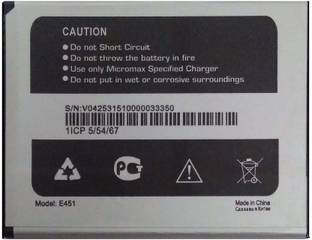 CAUTION
Do not Short Circuit
Do not throw the battery in fire
Use only Micromax Specified Charger
Do not put in wet or corrosive surroundings
S/N:V042531510000033350
1ICP 5/54/67
Model: E451
Made in China